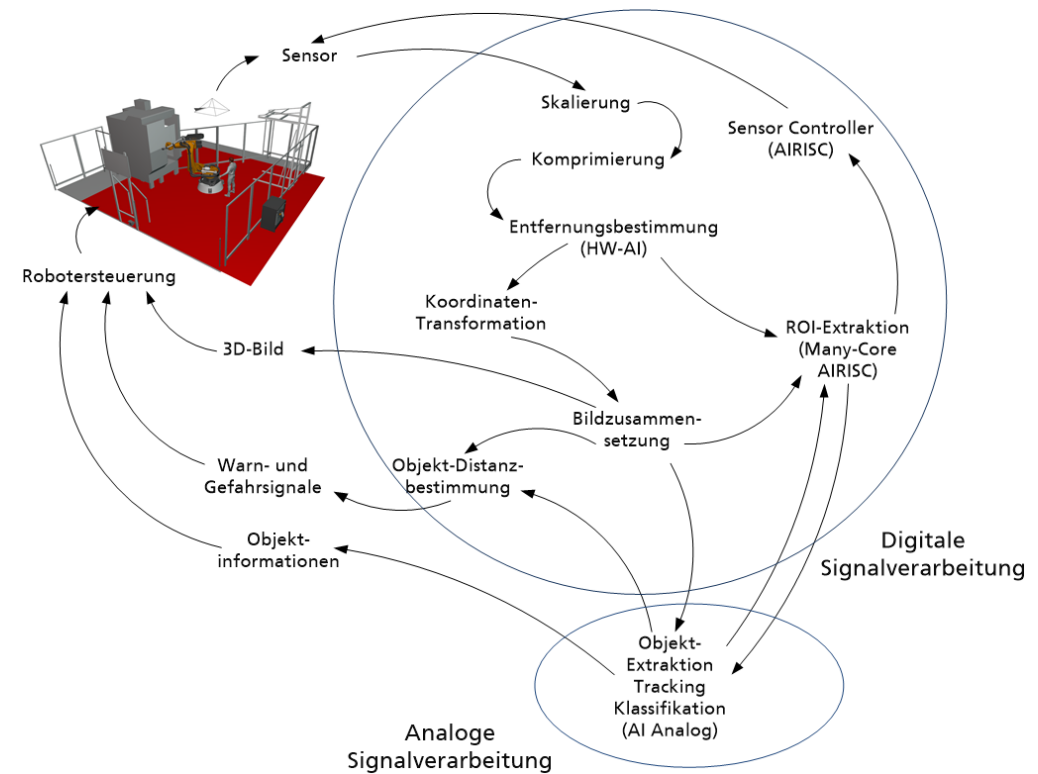 Sensor
Skalierung
Sensor Controller
(AIRISC)
Komprimierung
Entfernungsbestimmung
(HW-AI)
Robotersteuerung
Koordinaten-
Transformation
ROI-Extraktion
(Many-Core
AIRISC)
3D-Bild
Bildzusammen-
setzung
Warn- und
Gefahrsignale
Objekt-Distanz-
bestimmung
Objekt-
informationen
Digitale
Signalverarbeitung
Objekt-
Extraktion
Tracking
Klassifikation
(AI Analog)
Analoge
Signalverarbeitung